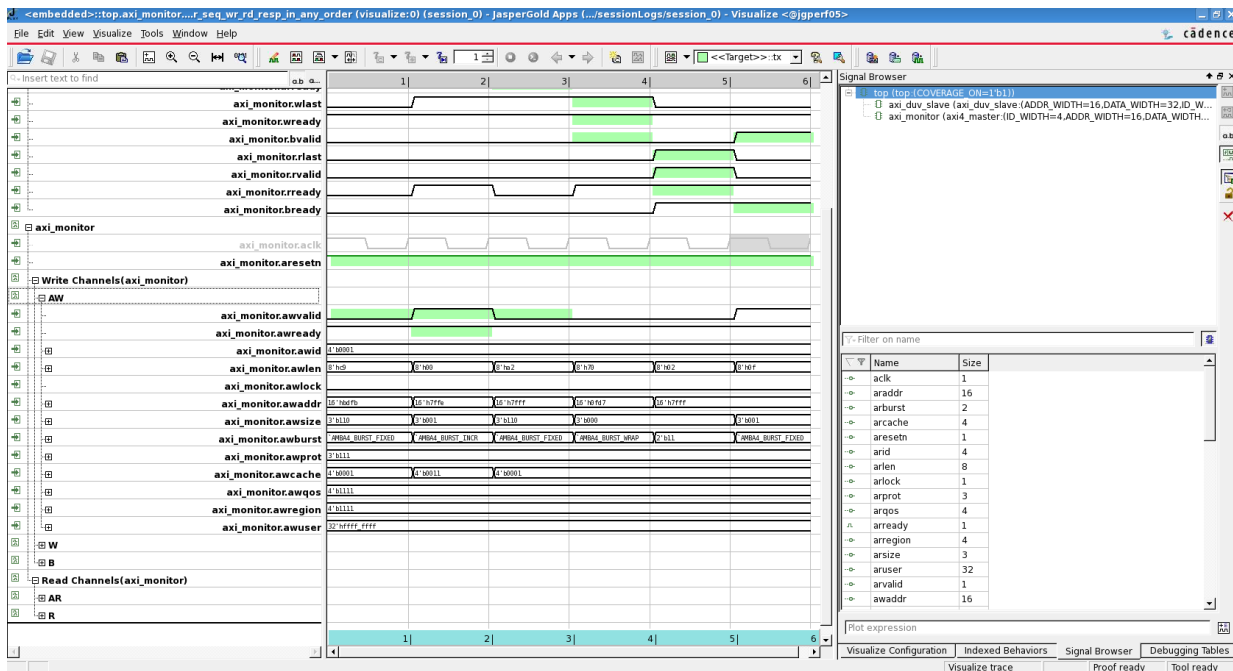 <embedded>::top.axi_monitor....r_seq_wr_rd_resp_in_any_order (visualize:0) (session_0) - JasperGold Apps (.../sessionLogs/session_0) - Visualize <@jgperf05>
File Edit View Visualize Tools Window Help
cādence
1
<<Target>>::tx
Insert text to find
a.b a...
1 2 3 4 5 6
axi_monitor.wlast
axi_monitor.wready
axi_monitor.bvalid
axi_monitor.rlast
axi_monitor.rvalid
axi_monitor.rready
axi_monitor.bready
axi_monitor
axi_monitor.aclk
axi_monitor.aresetn
Write Channels(axi_monitor)
AW
axi_monitor.awvalid
axi_monitor.awready
axi_monitor.awid 4'b0001
axi_monitor.awlen 8'hc9 8'h00 8'ha2 8'h70 8'h02 8'h0f
axi_monitor.awlock
axi_monitor.awaddr 16'hbdfb 16'h7ffe 16'h7fff 16'h0fd7 16'h7fff
axi_monitor.awsize 3'b110 3'b001 3'b110 3'b000 3'b001
axi_monitor.awburst `AMBA4_BURST_FIXED `AMBA4_BURST_INCR `AMBA4_BURST_FIXED `AMBA4_BURST_WRAP 2'b11 `AMBA4_BURST_FIXED
axi_monitor.awprot 3'b111
axi_monitor.awcache 4'b0001 4'b0011 4'b0001
axi_monitor.awqos 4'b1111
axi_monitor.awregion 4'b1111
axi_monitor.awuser 32'hffff_ffff
W
B
Read Channels(axi_monitor)
AR
R
1 2 3 4 5 6
Signal Browser
top (top:(COVERAGE_ON=1'b1))
axi_duv_slave (axi_duv_slave:(ADDR_WIDTH=16,DATA_WIDTH=32,ID_W...
axi_monitor (axi4_master:(ID_WIDTH=4,ADDR_WIDTH=16,DATA_WIDTH...
Filter on name
Name Size
aclk 1
araddr 16
arburst 2
arcache 4
aresetn 1
arid 4
arlen 8
arlock 1
arprot 3
arqos 4
arready 1
arregion 4
arsize 3
aruser 32
arvalid 1
awaddr 16
Plot expression
Visualize Configuration Indexed Behaviors Signal Browser Debugging Tables
Visualize trace Proof ready Tool ready